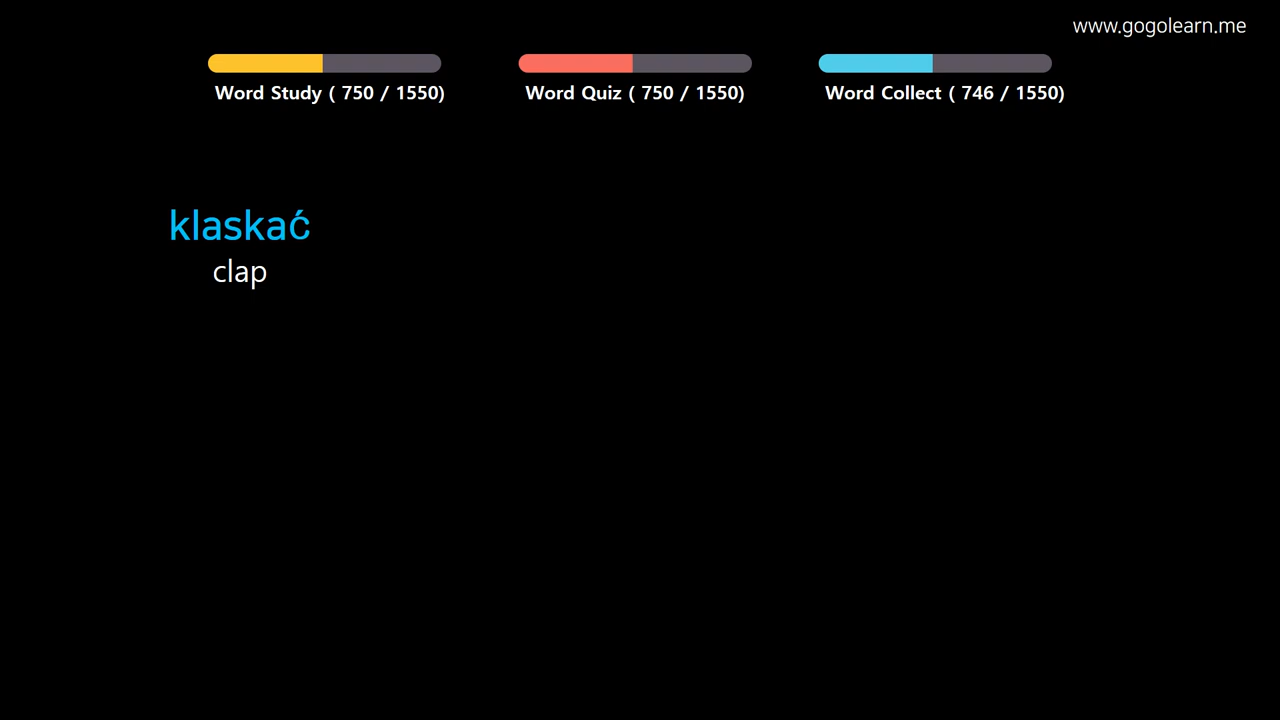 www.gogolearn.me
Word Study ( 750 / 1550)
Word Quiz ( 750 / 1550)
Word Collect ( 746 / 1550)
klaskać
clap